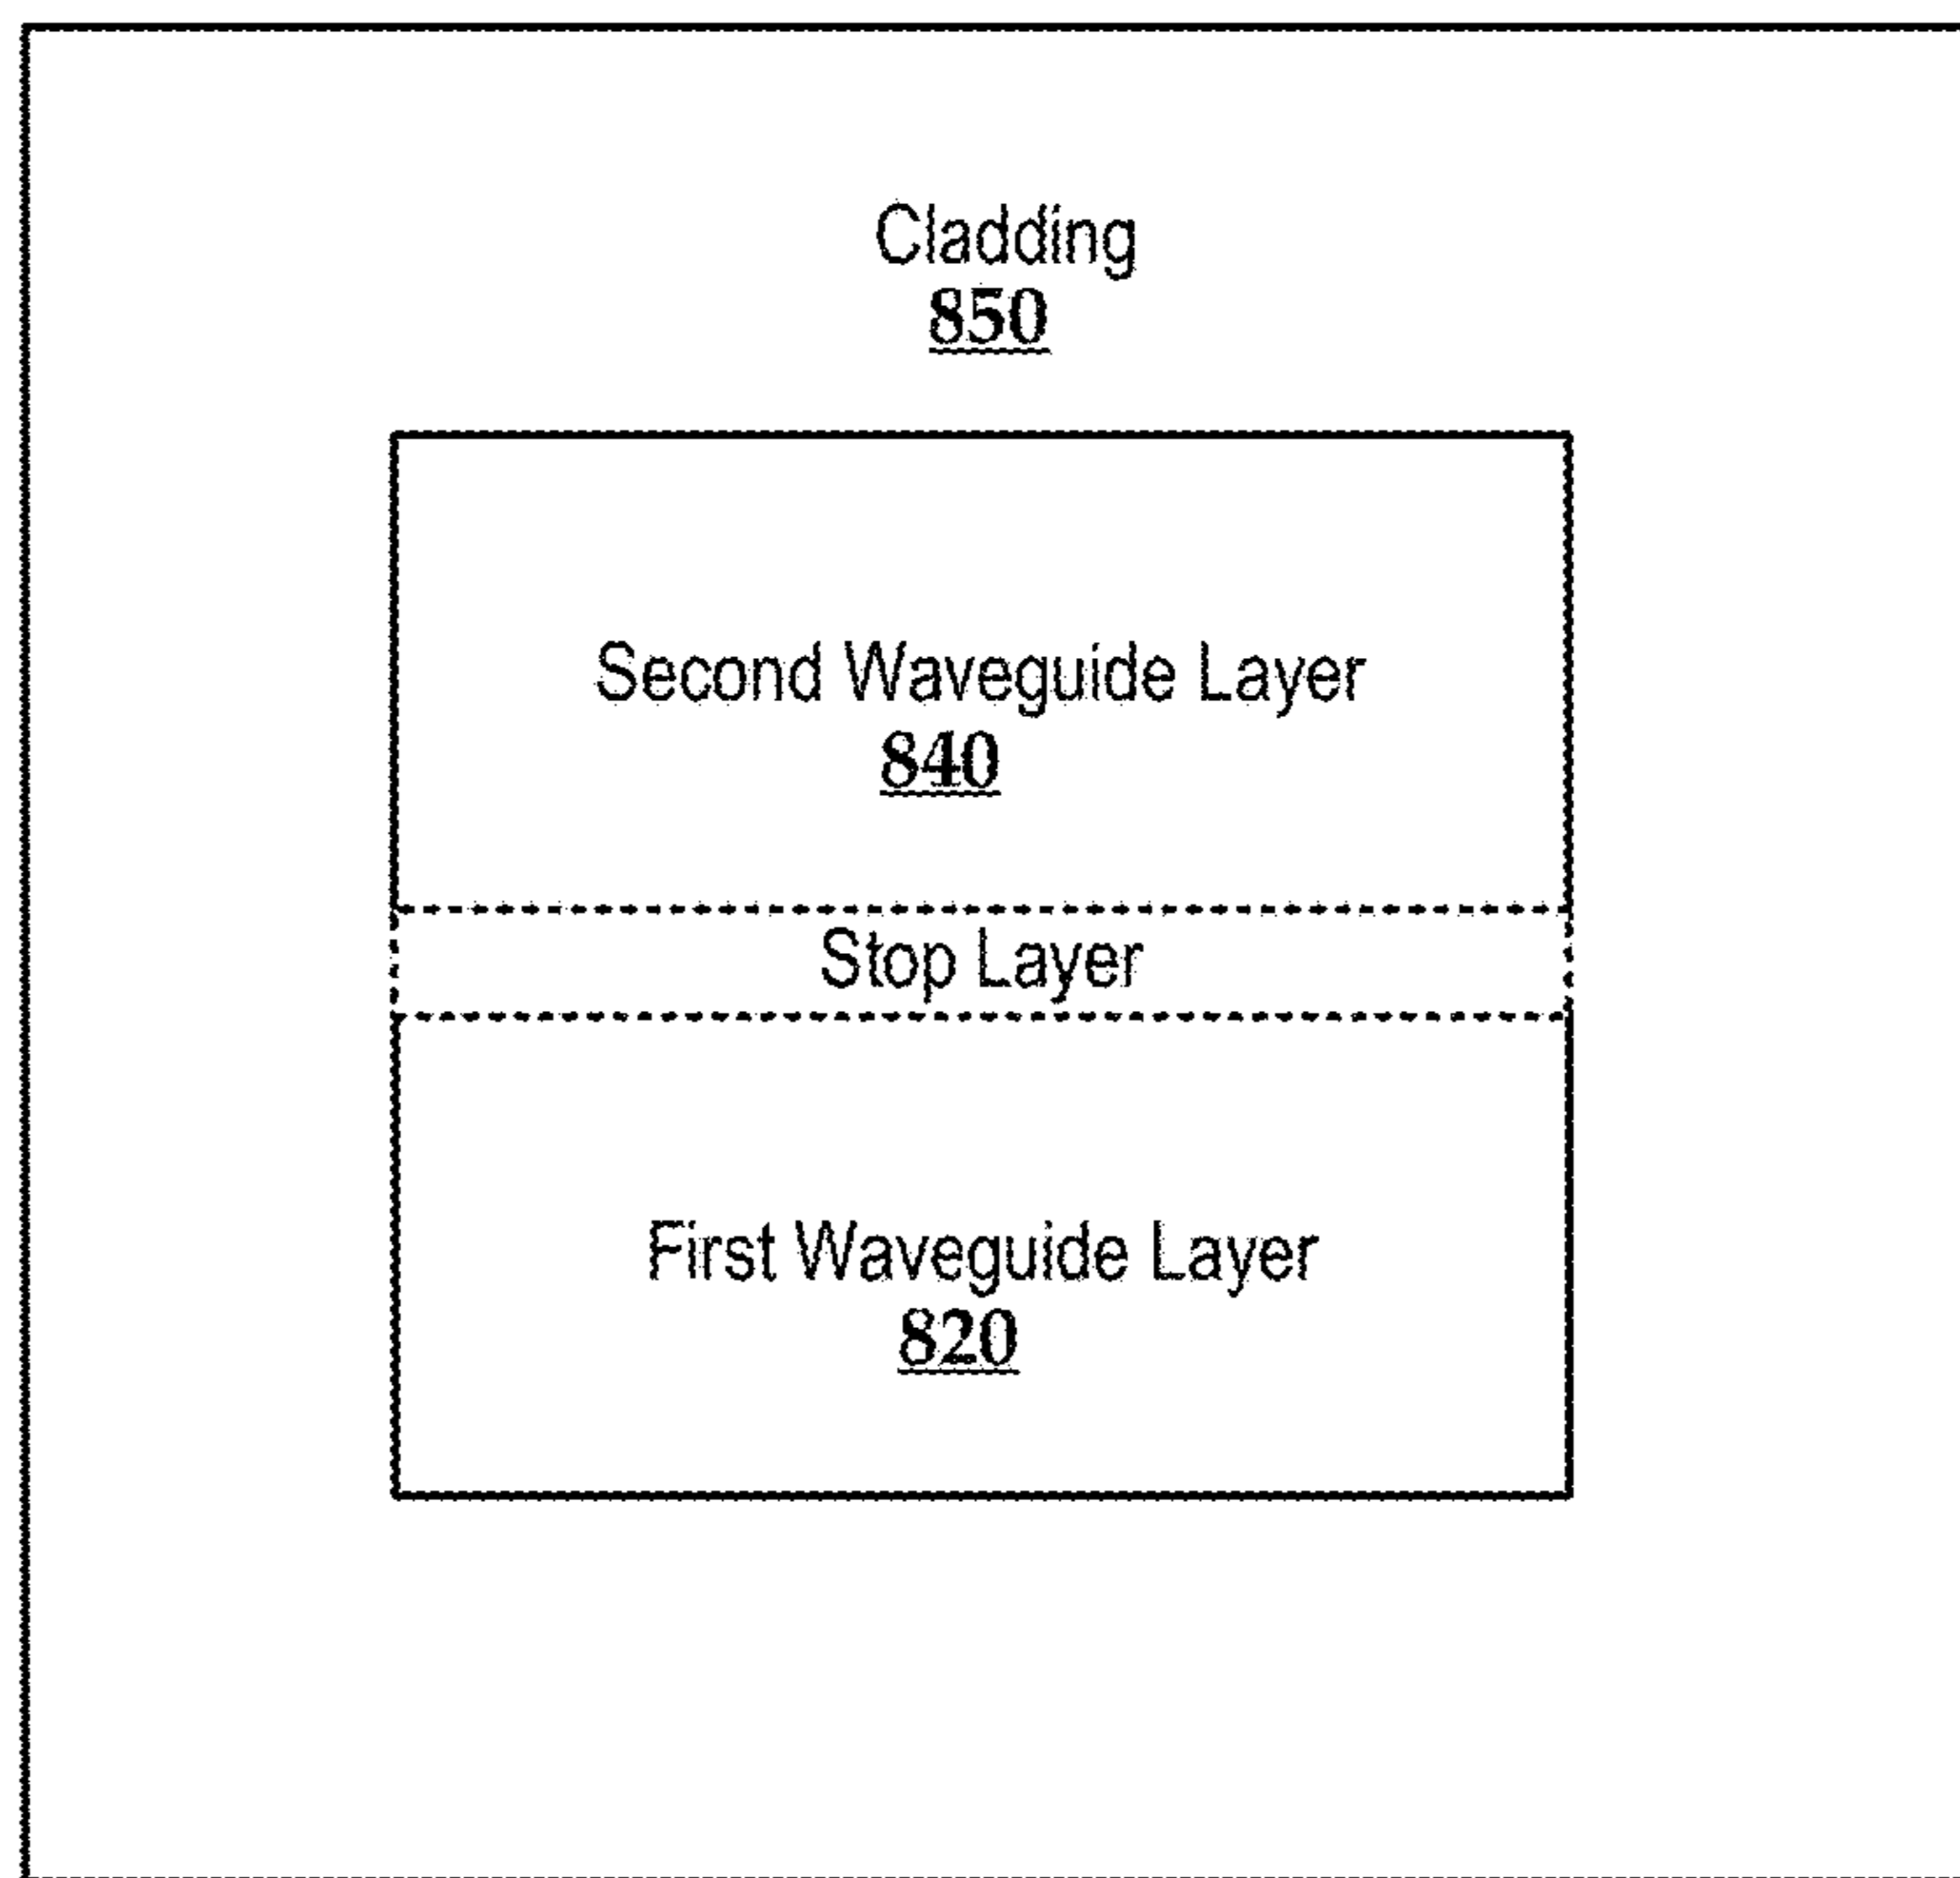 Cladding
850
Second Waveguide Layer
840
Stop Layer
First Waveguide Layer
820